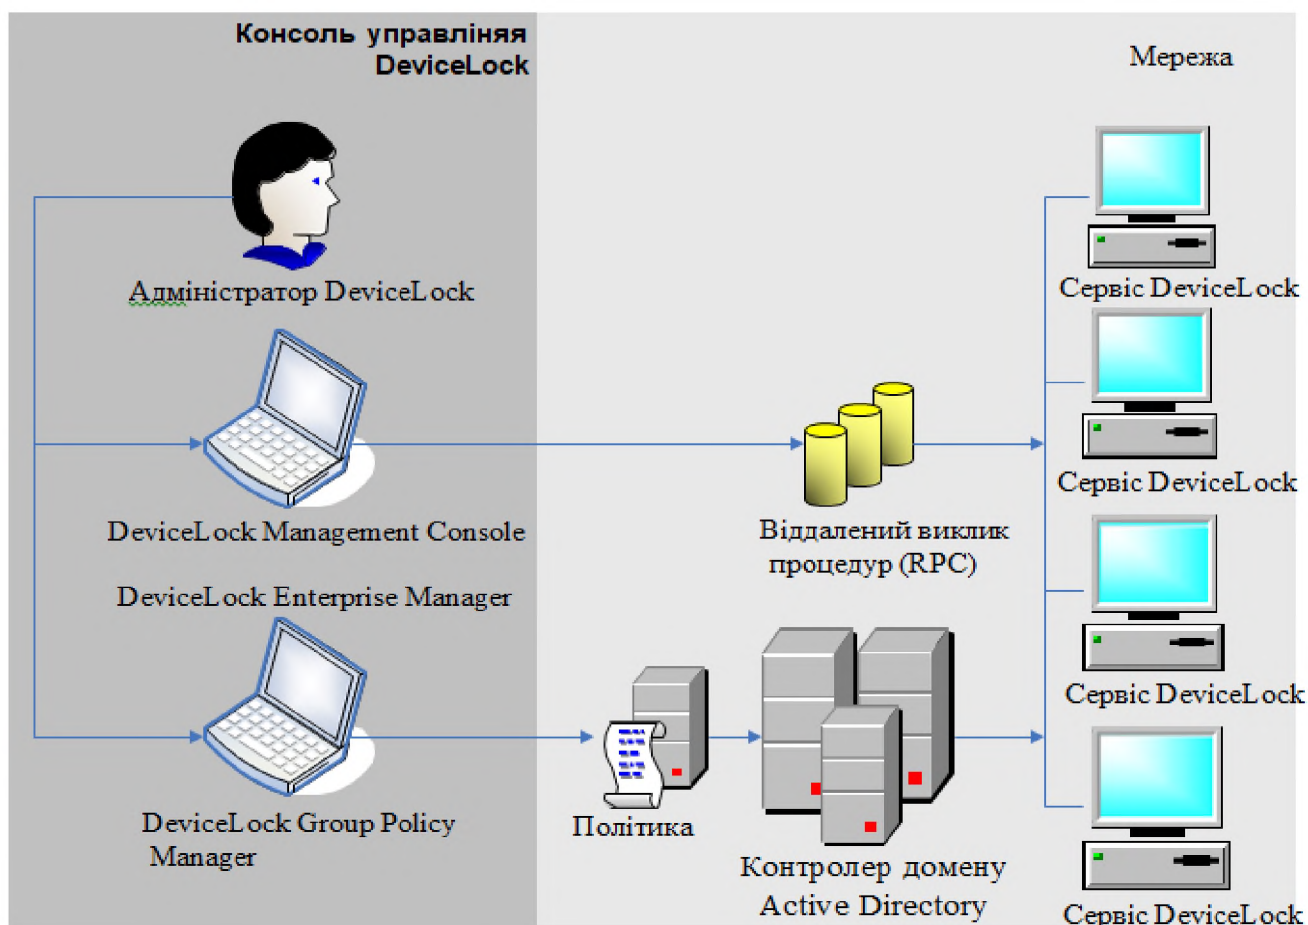 Консоль управліняя
DeviceLock
Мережа
Адміністратор DeviceLock
Сервіс DeviceLock
DeviceLock Management Console
Віддалений виклик
процедур (RPC)
Сервіс DeviceLock
DeviceLock Enterprise Manager
Сервіс DeviceLock
DeviceLock Group Policy
Manager
Політика
Контролер домену
Active Directory
Сервіс DeviceLock